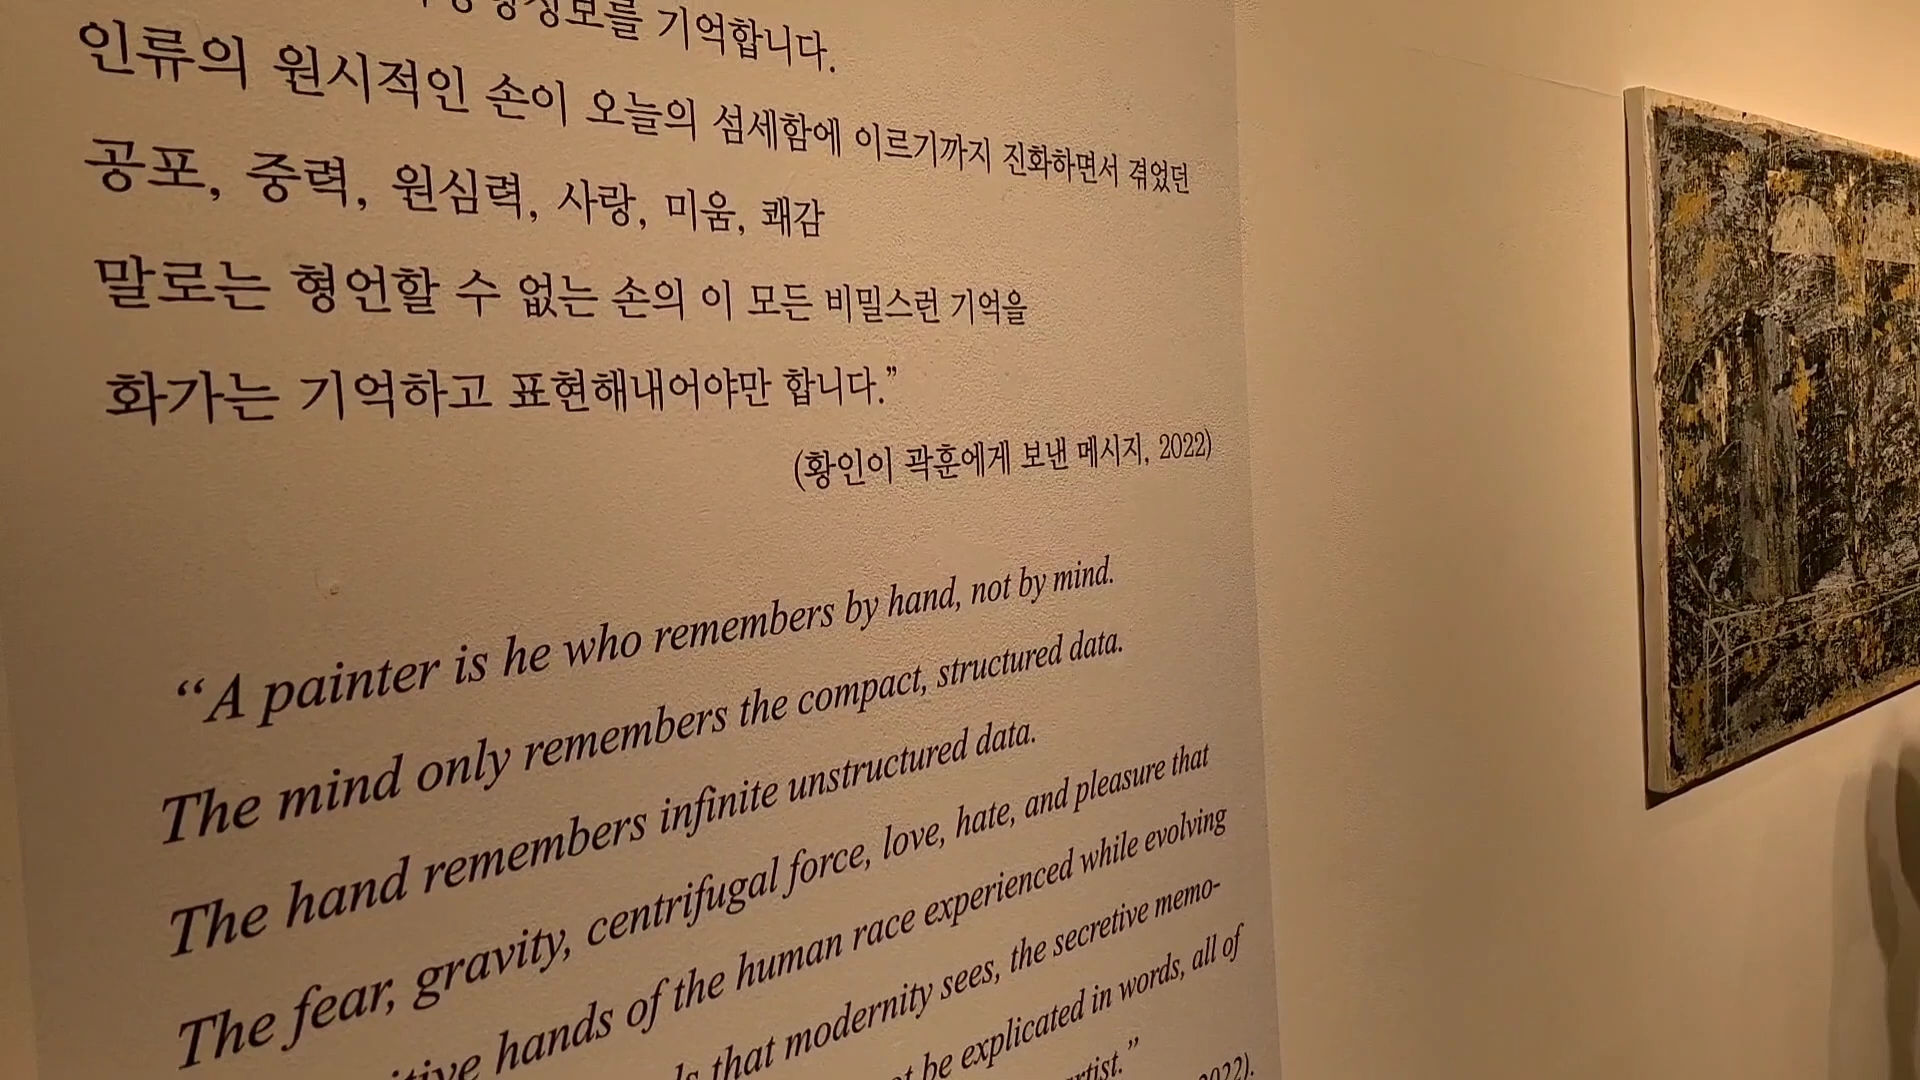 기억합니다.
인류의 원시적인 손이 오늘의 섬세함에 이르기까지 진화하면서 겪었던
공포, 중력, 원심력, 사랑, 미움, 쾌감
말로는 형언할 수 없는 손의 이 모든 비밀스런 기억을
화가는 기억하고 표현해내어야만 합니다.”
(황인이 곽훈에게 보낸 메시지, 2022)
“A painter is he who remembers by hand, not by mind.
The mind only remembers the compact, structured data.
The hand remembers infinite unstructured data.
The fear, gravity, centrifugal force, love, hate, and pleasure that
hands of the human race experienced while evolving
that modernity sees, the secretive memo-
be explicated in words, all of
2022).